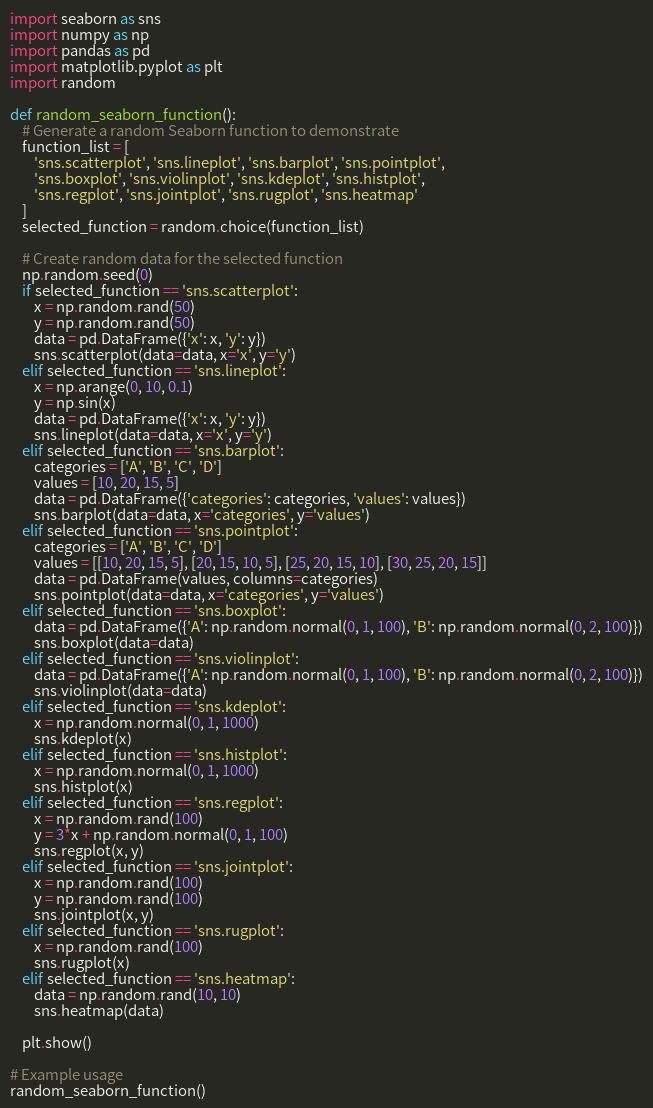 import seaborn as sns
import numpy as np
import pandas as pd
import matplotlib.pyplot as plt
import random

def random_seaborn_function():
    # Generate a random Seaborn function to demonstrate
    function_list = [
        'sns.scatterplot', 'sns.lineplot', 'sns.barplot', 'sns.pointplot',
        'sns.boxplot', 'sns.violinplot', 'sns.kdeplot', 'sns.histplot',
        'sns.regplot', 'sns.jointplot', 'sns.rugplot', 'sns.heatmap'
    ]
    selected_function = random.choice(function_list)

    # Create random data for the selected function
    np.random.seed(0)
    if selected_function == 'sns.scatterplot':
        x = np.random.rand(50)
        y = np.random.rand(50)
        data = pd.DataFrame({'x': x, 'y': y})
        sns.scatterplot(data=data, x='x', y='y')
    elif selected_function == 'sns.lineplot':
        x = np.arange(0, 10, 0.1)
        y = np.sin(x)
        data = pd.DataFrame({'x': x, 'y': y})
        sns.lineplot(data=data, x='x', y='y')
    elif selected_function == 'sns.barplot':
        categories = ['A', 'B', 'C', 'D']
        values = [10, 20, 15, 5]
        data = pd.DataFrame({'categories': categories, 'values': values})
        sns.barplot(data=data, x='categories', y='values')
    elif selected_function == 'sns.pointplot':
        categories = ['A', 'B', 'C', 'D']
        values = [[10, 20, 15, 5], [20, 15, 10, 5], [25, 20, 15, 10], [30, 25, 20, 15]]
        data = pd.DataFrame(values, columns=categories)
        sns.pointplot(data=data, x='categories', y='values')
    elif selected_function == 'sns.boxplot':
        data = pd.DataFrame({'A': np.random.normal(0, 1, 100), 'B': np.random.normal(0, 2, 100)})
        sns.boxplot(data=data)
    elif selected_function == 'sns.violinplot':
        data = pd.DataFrame({'A': np.random.normal(0, 1, 100), 'B': np.random.normal(0, 2, 100)})
        sns.violinplot(data=data)
    elif selected_function == 'sns.kdeplot':
        x = np.random.normal(0, 1, 1000)
        sns.kdeplot(x)
    elif selected_function == 'sns.histplot':
        x = np.random.normal(0, 1, 1000)
        sns.histplot(x)
    elif selected_function == 'sns.regplot':
        x = np.random.rand(100)
        y = 3*x + np.random.normal(0, 1, 100)
        sns.regplot(x, y)
    elif selected_function == 'sns.jointplot':
        x = np.random.rand(100)
        y = np.random.rand(100)
        sns.jointplot(x, y)
    elif selected_function == 'sns.rugplot':
        x = np.random.rand(100)
        sns.rugplot(x)
    elif selected_function == 'sns.heatmap':
        data = np.random.rand(10, 10)
        sns.heatmap(data)

    plt.show()

# Example usage
random_seaborn_function()